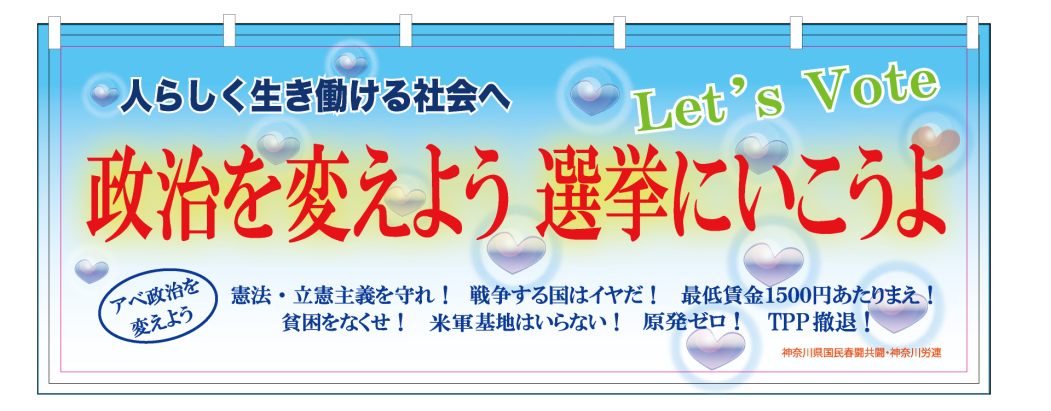 人らしく生き働ける社会へ
Let's Vote
政治を変えよう 選挙にいこうよ
アベ政治を
変えよう
憲法・立憲主義を守れ！ 戦争する国はイヤだ！ 最低賃金1500円あたりまえ！
貧困をなくせ！ 米軍基地はいらない！ 原発ゼロ！ TPP撤退！
神奈川県国民春闘共闘・神奈川労連